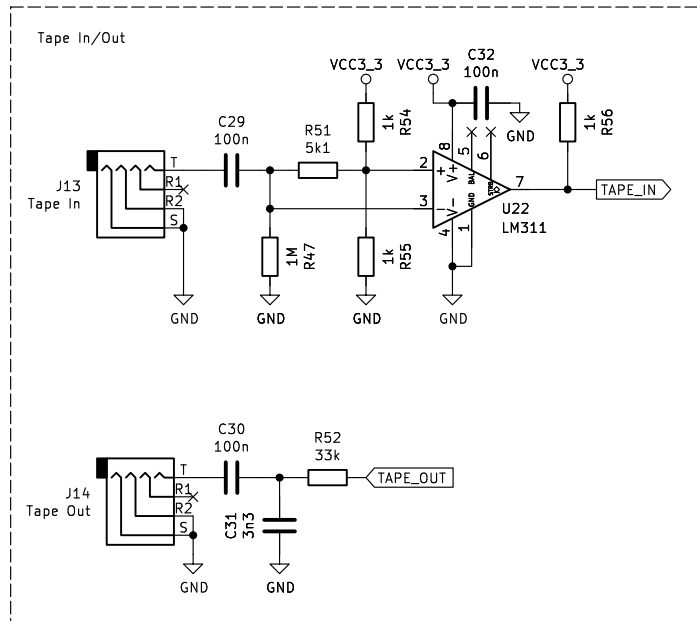 Tape In/Out
VCC3_3
VCC3_3
C32
100n
VCC3_3
C29
100n
R51
5k1
1k
R54
GND
1k
R56
T
R1
R2
S
J13
Tape In
2
3
+
−
V+
V−
8
5
6
BAL
STRB
GND
7
4
1
U22
LM311
TAPE_IN
1M
R47
1k
R55
GND
GND
GND
GND
C30
100n
R52
33k
T
R1
R2
S
J14
Tape Out
TAPE_OUT
C31
3n3
GND
GND